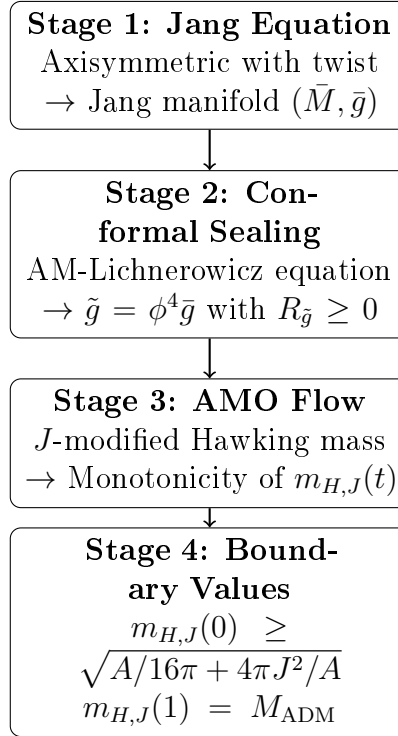 Stage 1: Jang Equation
Axisymmetric with twist
→ Jang manifold (M̄, ḡ)
Stage 2: Con-
formal Sealing
AM-Lichnerowicz equation
→ g̃ = ϕ⁴ḡ with R_g̃ ≥ 0
Stage 3: AMO Flow
J-modified Hawking mass
→ Monotonicity of m_{H,J}(t)
Stage 4: Bound-
ary Values
m_{H,J}(0) ≥
√(A/16π + 4πJ²/A)
m_{H,J}(1) = M_ADM